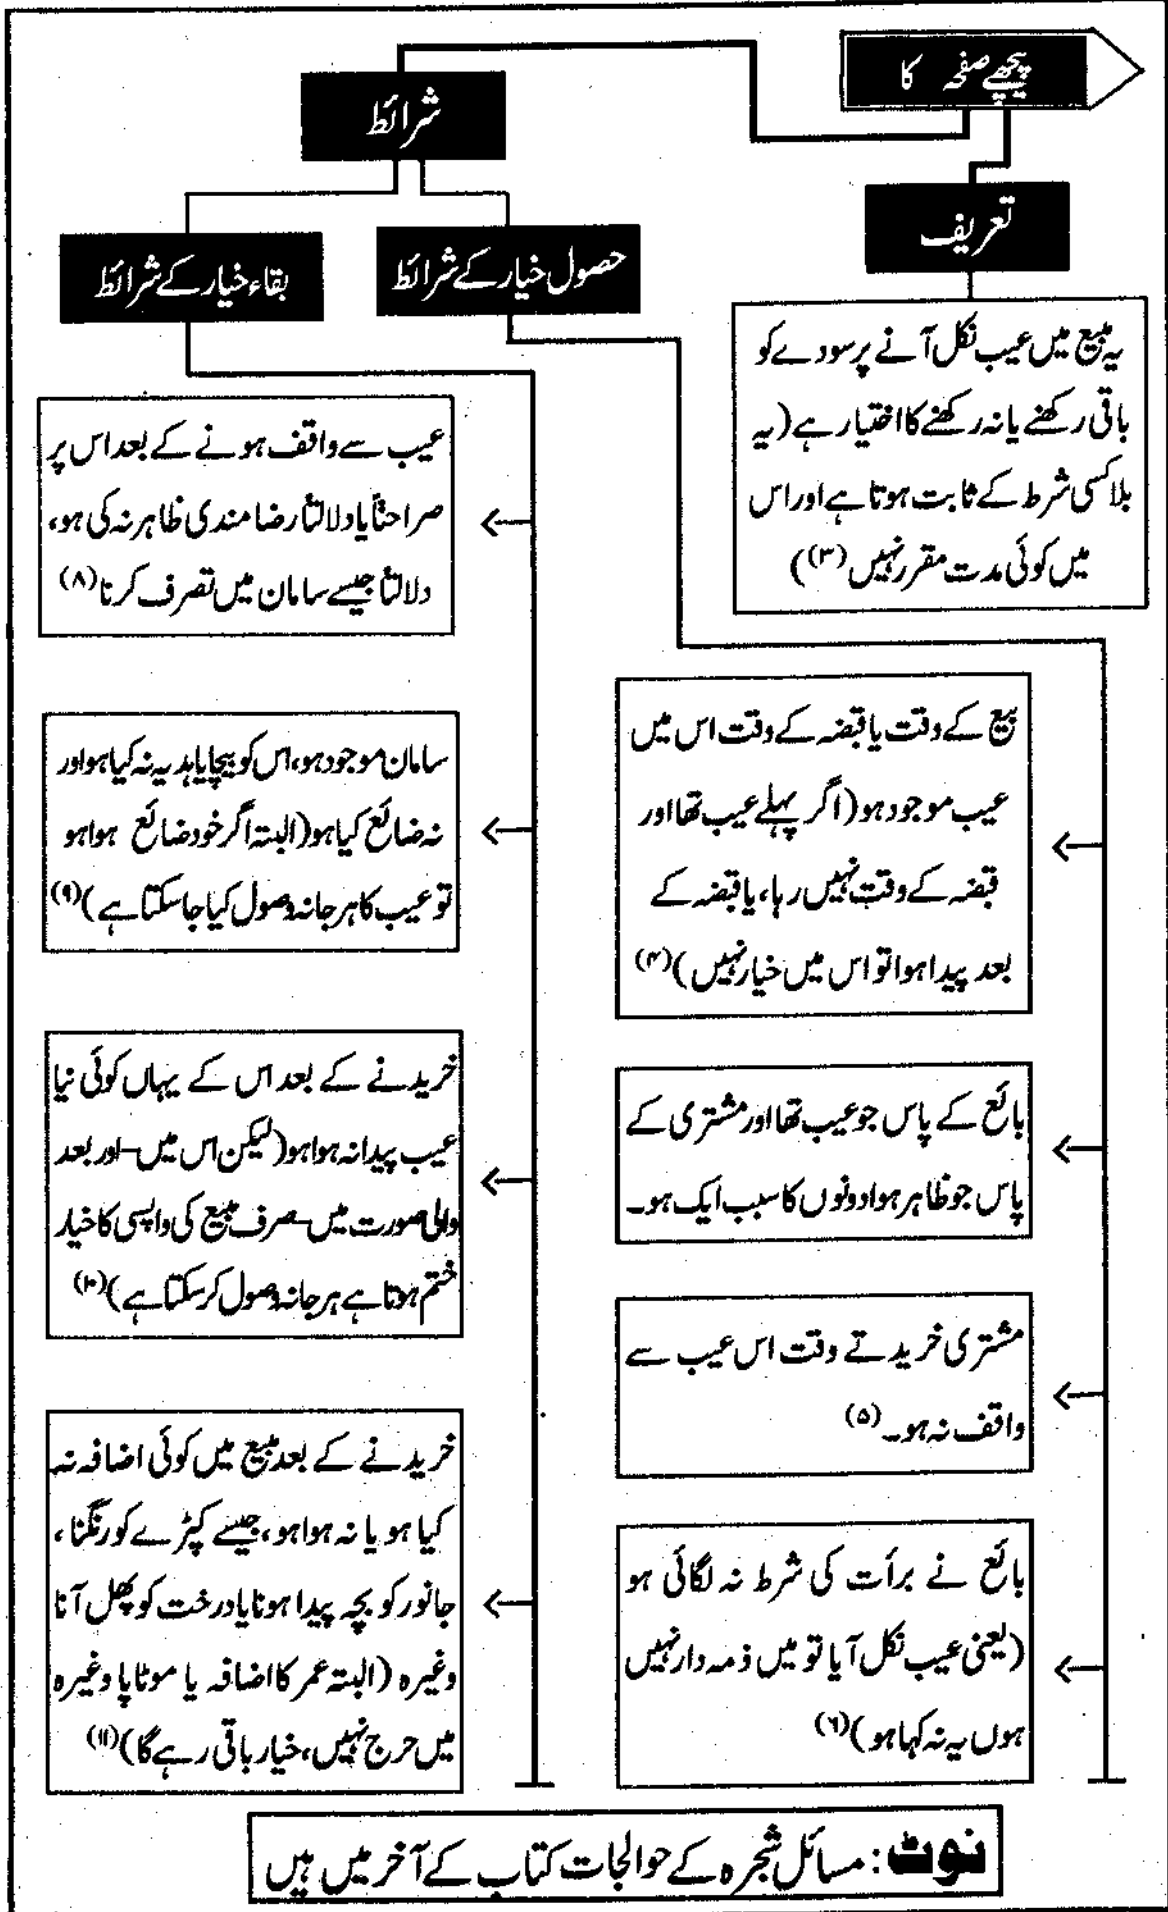 پیچھے صفحہ کا
تعریف
یہ مبیع میں عیب نکل آنے پر سودے کو
باقی رکھنے یا نہ رکھنے کا اختیار ہے (یہ
بلا کسی شرط کے ثابت ہوتا ہے اور اس
میں کوئی مدت مقرر نہیں (۳))
شرائط
حصول خیار کے شرائط
بیع کے وقت یا قبضہ کے وقت اس میں
عیب موجود ہو (اگر پہلے عیب تھا اور
قبضہ کے وقت نہیں رہا، یا قبضہ کے
بعد پیدا ہوا تو اس میں خیار نہیں) (۴)
بائع کے پاس جو عیب تھا اور مشتری کے
پاس جو ظاہر ہوا دونوں کا سبب ایک ہو۔
مشتری خریدتے وقت اس عیب سے
واقف نہ ہو۔ (۵)
بائع نے برأت کی شرط نہ لگائی ہو
(یعنی عیب نکل آیا تو میں ذمہ دار نہیں
ہوں یہ نہ کہا ہو) (۶)
بقاء خیار کے شرائط
عیب سے واقف ہونے کے بعد اس پر
صراحتاً یا دلالتاً رضامندی ظاہر نہ کی ہو،
دلالتاً جیسے سامان میں تصرف کرنا (۸)
سامان موجود ہو، اس کو بیچا یا ہدیہ نہ کیا ہو اور
نہ ضائع کیا ہو (البتہ اگر خود ضائع ہوا ہو
تو عیب کا ہرجانہ وصول کیا جا سکتا ہے) (۹)
خریدنے کے بعد اس کے یہاں کوئی نیا
عیب پیدا نہ ہوا ہو (لیکن اس میں-اور بعد
والی صورت میں-صرف مبیع کی واپسی کا خیار
ختم ہوتا ہے ہرجانہ وصول کر سکتا ہے) (۱۰)
خریدنے کے بعد مبیع میں کوئی اضافہ نہ
کیا ہو یا نہ ہوا ہو، جیسے کپڑے کو رنگنا،
جانور کو بچہ پیدا ہونا یا درخت کو پھل آنا
وغیرہ (البتہ عمر کا اضافہ یا موٹاپا وغیرہ
میں حرج نہیں، خیار باقی رہے گا) (۱۱)
نوٹ: مسائل شجرہ کے حوالجات کتاب کے آخر میں ہیں